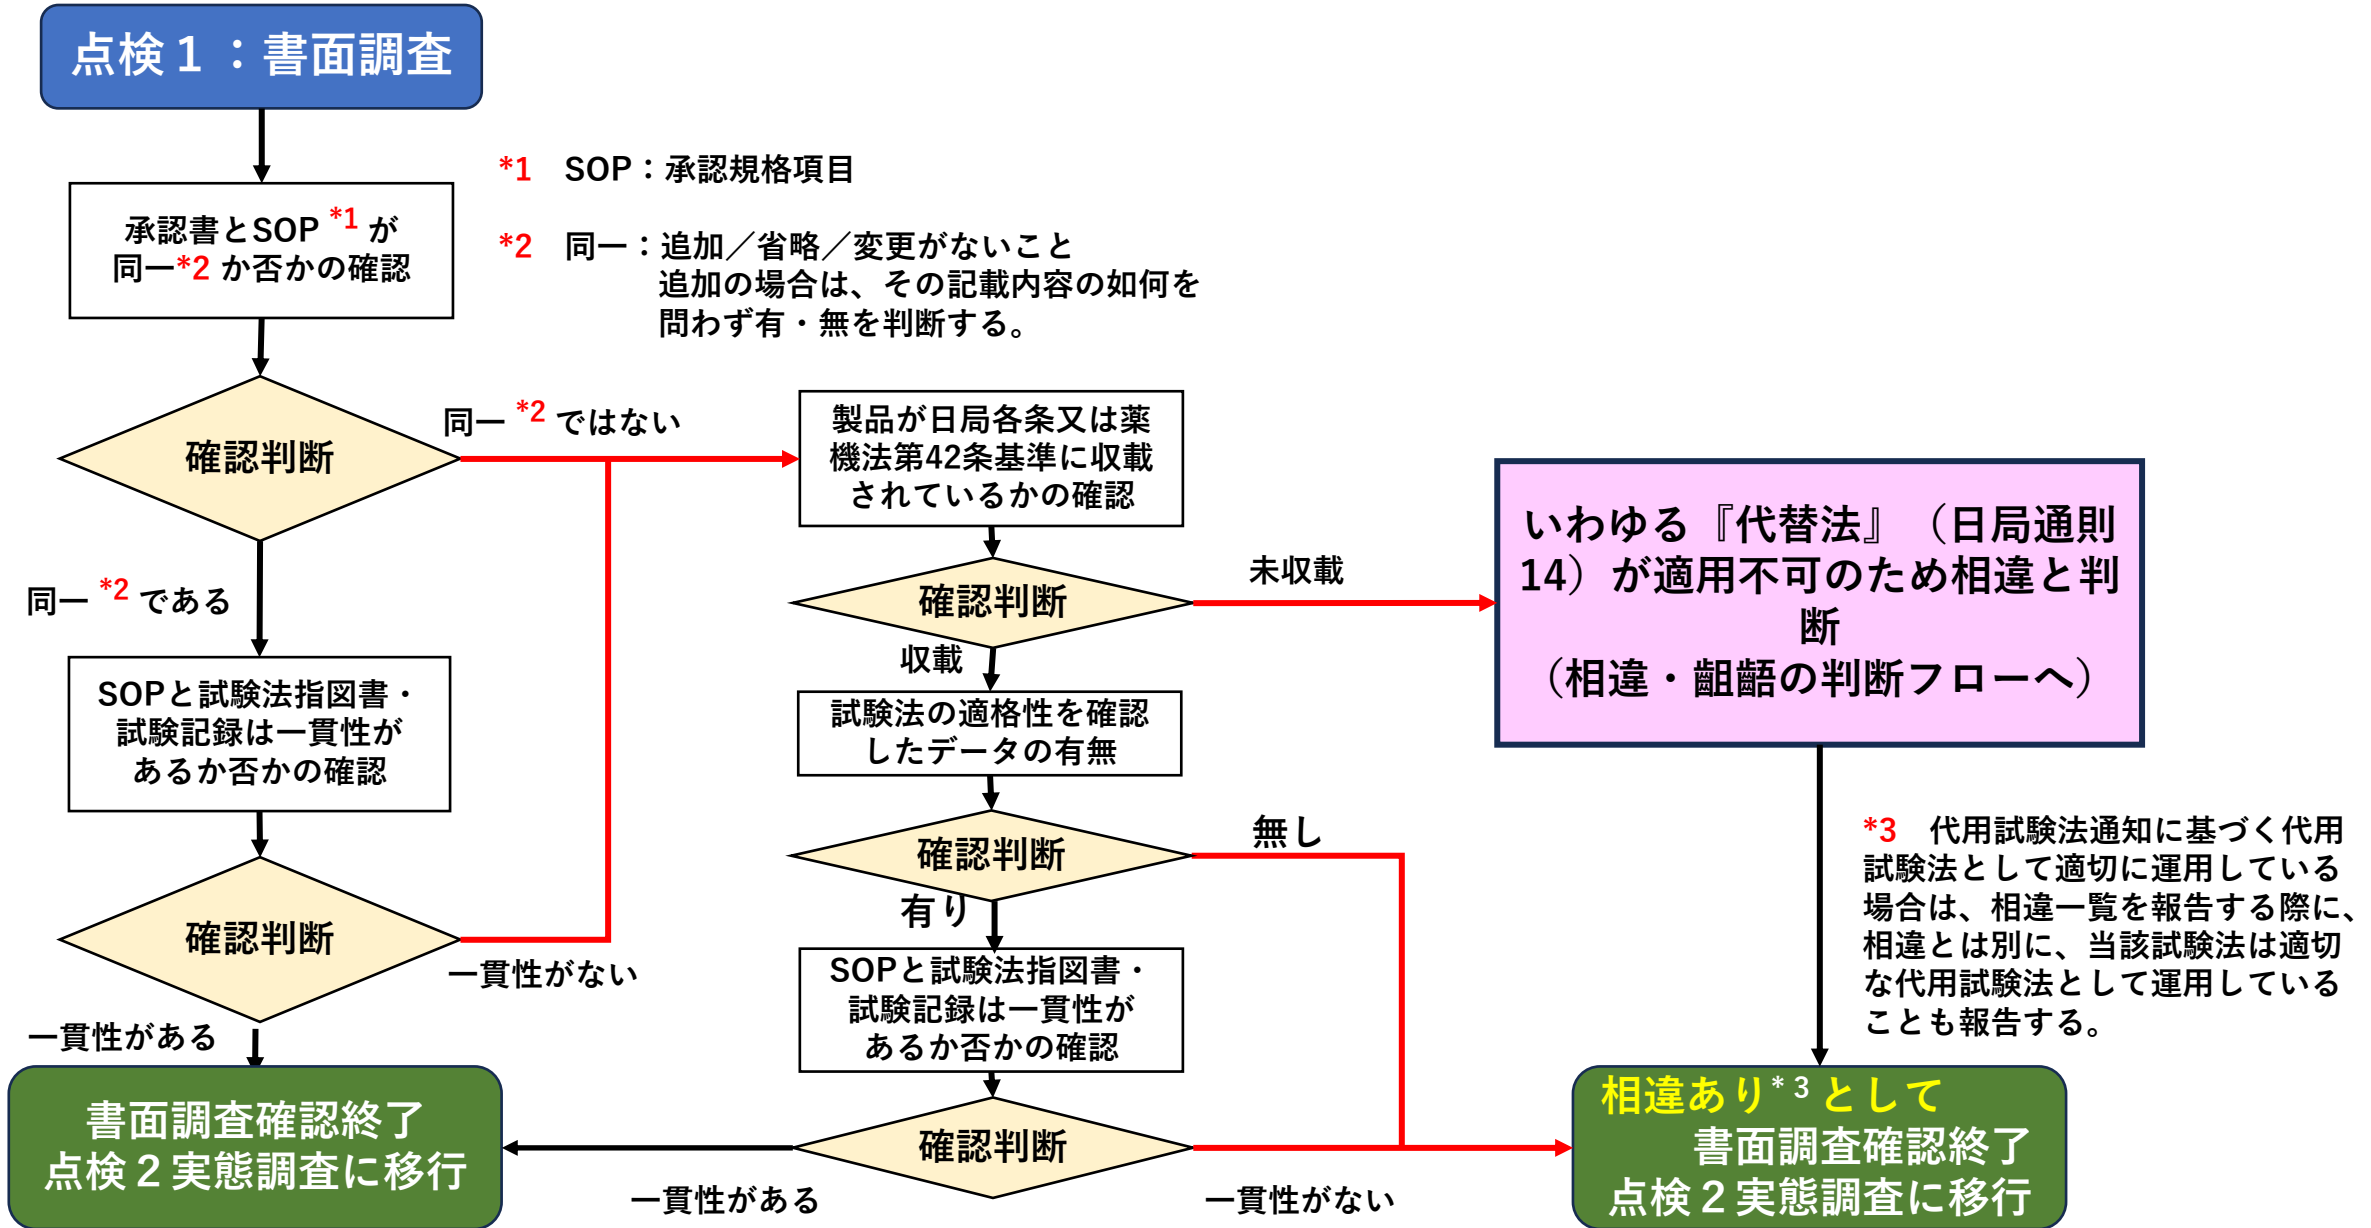 点検１：書面調査
*1　SOP：承認規格項目
承認書とSOP *1 が
同一*2 か否かの確認
*2　同一：追加／省略／変更がないこと
追加の場合は、その記載内容の如何を
問わず有・無を判断する。
確認判断
同一 *2 ではない
製品が日局各条又は薬
機法第42条基準に収載
されているかの確認
同一 *2 である
確認判断
未収載
いわゆる『代替法』（日局通則
14）が適用不可のため相違と判
断
（相違・齟齬の判断フローへ）
収載
SOPと試験法指図書・
試験記録は一貫性が
あるか否かの確認
試験法の適格性を確認
したデータの有無
確認判断
無し
有り
*3　代用試験法通知に基づく代用
試験法として適切に運用している
場合は、相違一覧を報告する際に、
相違とは別に、当該試験法は適切
な代用試験法として運用している
ことも報告する。
確認判断
一貫性がない
一貫性がある
SOPと試験法指図書・
試験記録は一貫性が
あるか否かの確認
書面調査確認終了
点検２実態調査に移行
確認判断
一貫性がある
一貫性がない
相違あり*３として
書面調査確認終了
点検２実態調査に移行